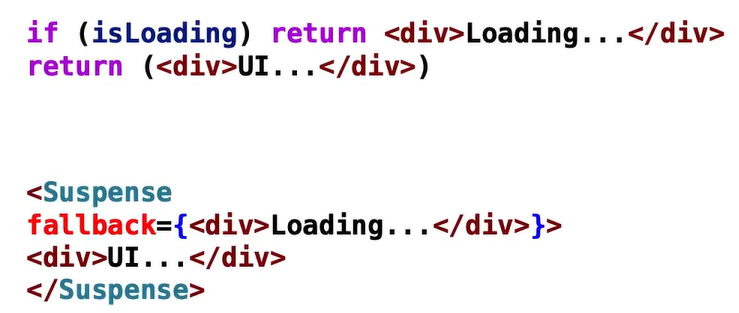 if (isLoading) return <div>Loading...</div>
return (<div>UI...</div>)
<Suspense
fallback={<div>Loading...</div>}>
<div>UI...</div>
</Suspense>